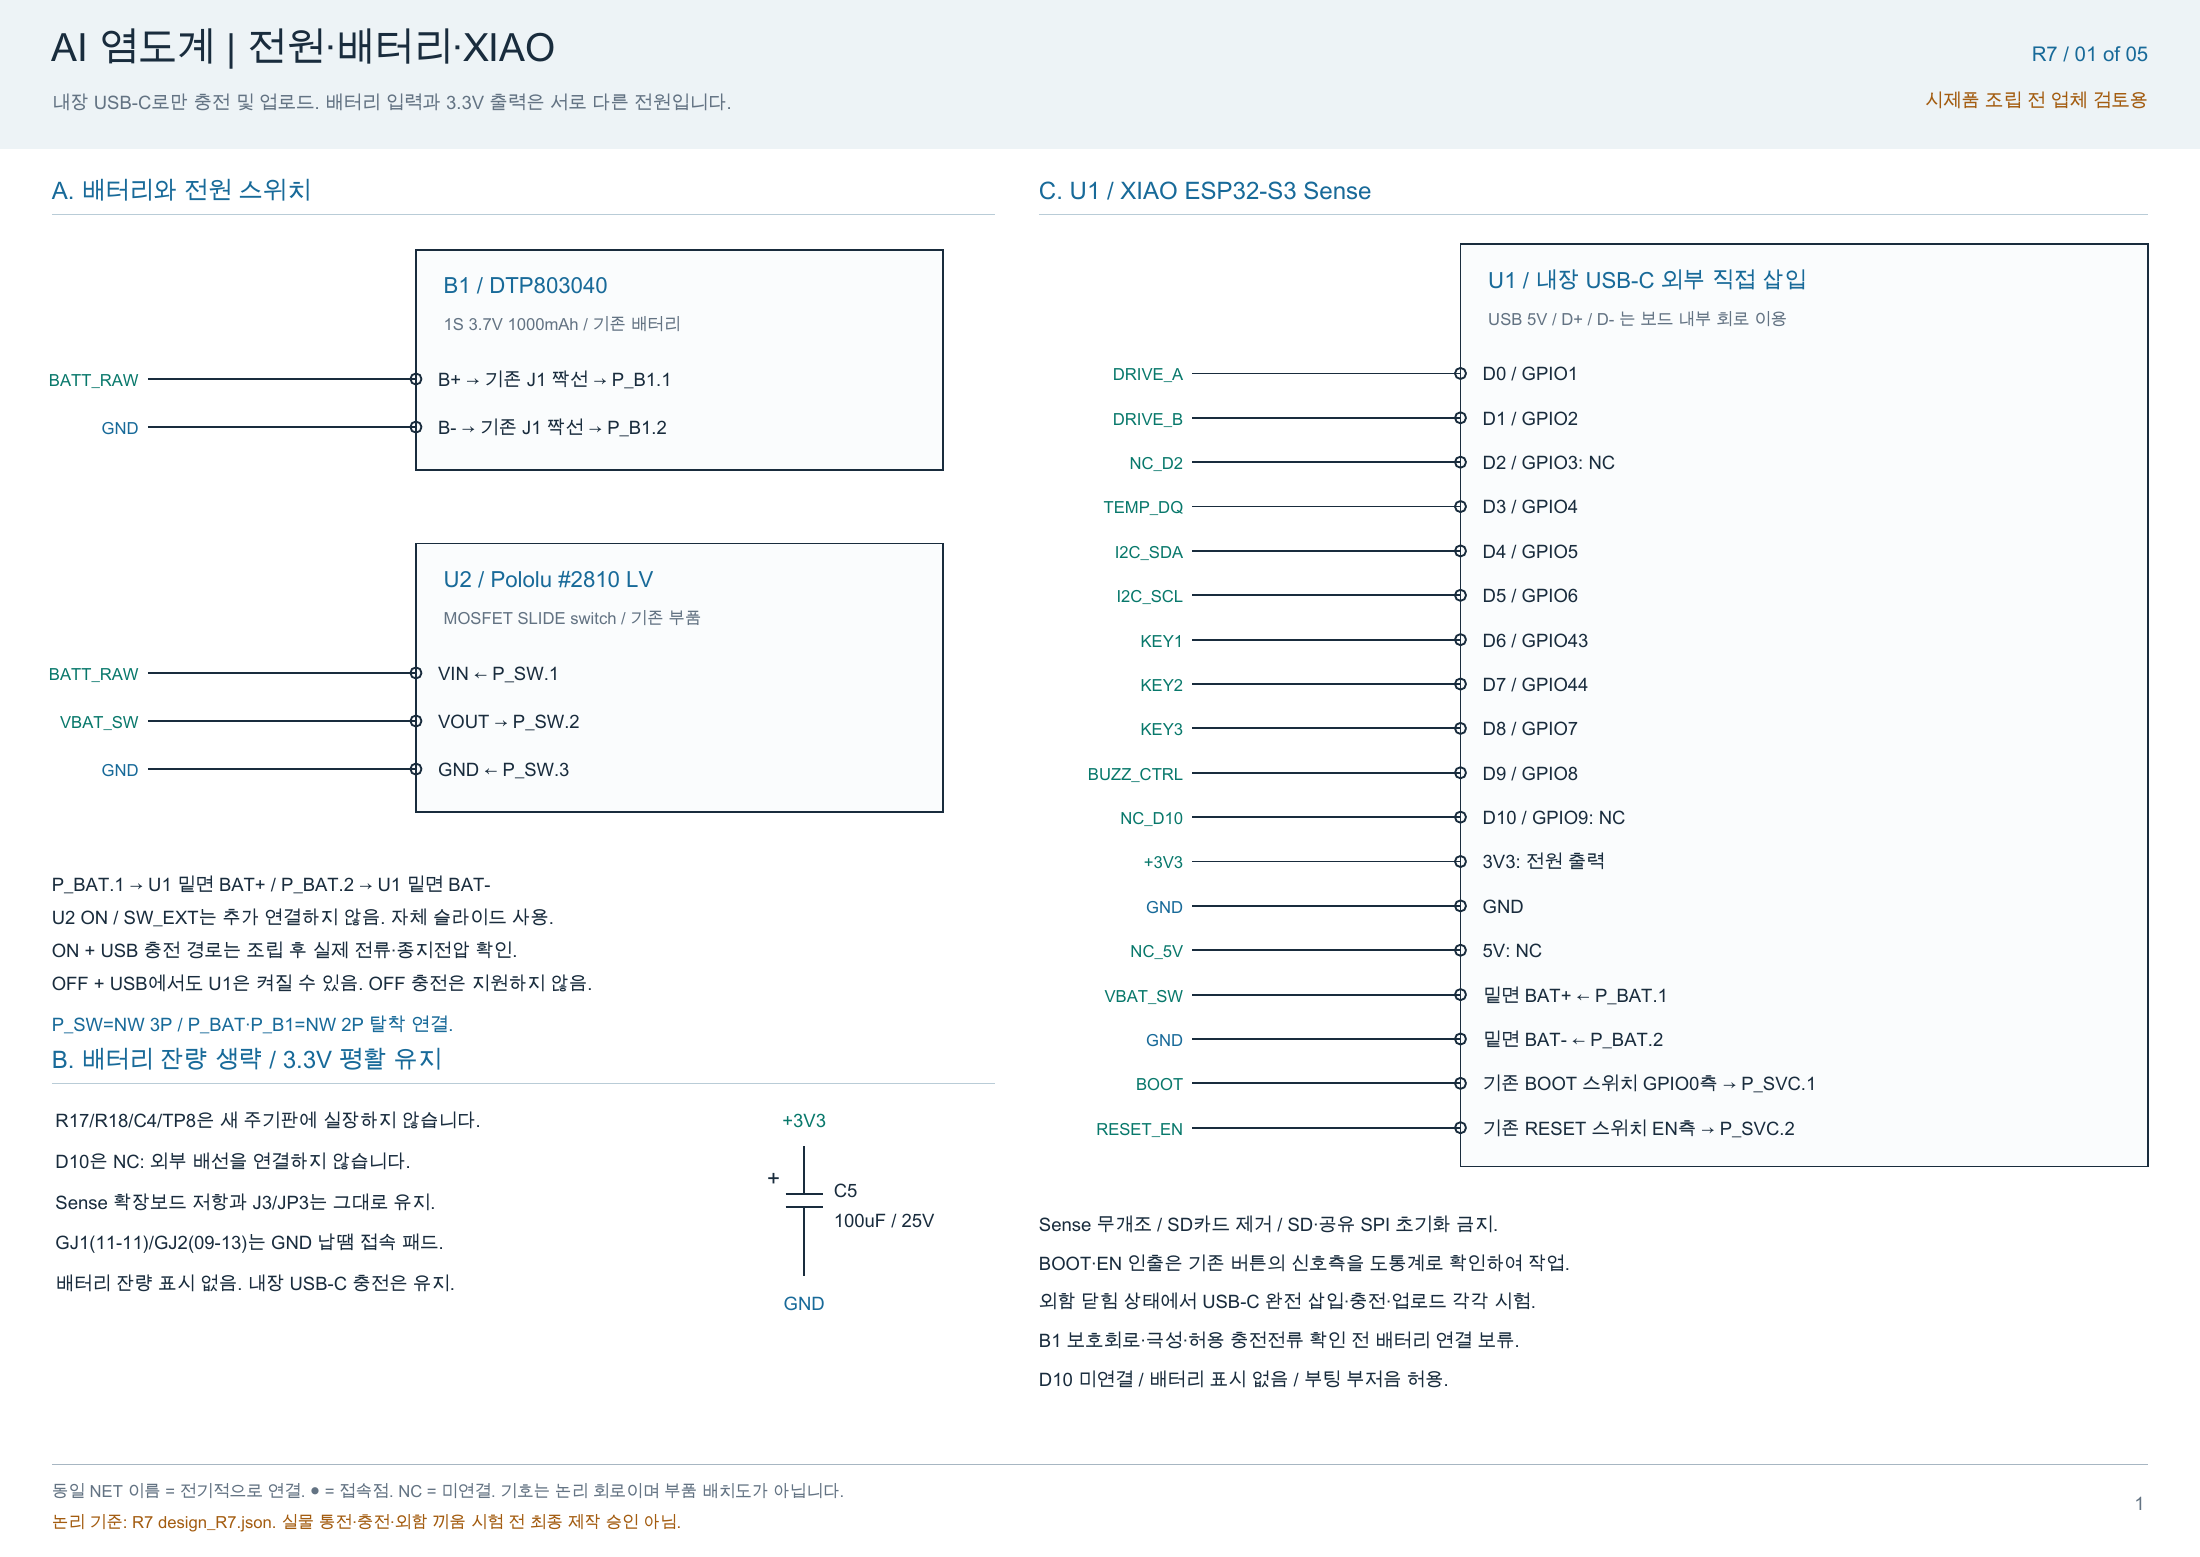 AI 염도계 | 전원·배터리·XIAO
내장 USB-C로만 충전 및 업로드. 배터리 입력과 3.3V 출력은 서로 다른 전원입니다.
R7 / 01 of 05
시제품 조립 전 업체 검토용
A. 배터리와 전원 스위치
B1 / DTP803040
1S 3.7V 1000mAh / 기존 배터리
BATT_RAW
B+ → 기존 J1 짝선 → P_B1.1
GND
B- → 기존 J1 짝선 → P_B1.2
U2 / Pololu #2810 LV
MOSFET SLIDE switch / 기존 부품
BATT_RAW
VIN ← P_SW.1
VBAT_SW
VOUT → P_SW.2
GND
GND ← P_SW.3
P_BAT.1 → U1 밑면 BAT+ / P_BAT.2 → U1 밑면 BAT-
U2 ON / SW_EXT는 추가 연결하지 않음. 자체 슬라이드 사용.
ON + USB 충전 경로는 조립 후 실제 전류·종지전압 확인.
OFF + USB에서도 U1은 켜질 수 있음. OFF 충전은 지원하지 않음.
P_SW=NW 3P / P_BAT·P_B1=NW 2P 탈착 연결.
B. 배터리 잔량 생략 / 3.3V 평활 유지
R17/R18/C4/TP8은 새 주기판에 실장하지 않습니다.
D10은 NC: 외부 배선을 연결하지 않습니다.
Sense 확장보드 저항과 J3/JP3는 그대로 유지.
GJ1(11-11)/GJ2(09-13)는 GND 납땜 접속 패드.
배터리 잔량 표시 없음. 내장 USB-C 충전은 유지.
+3V3
+
C5
100uF / 25V
GND
C. U1 / XIAO ESP32-S3 Sense
U1 / 내장 USB-C 외부 직접 삽입
USB 5V / D+ / D- 는 보드 내부 회로 이용
DRIVE_A
D0 / GPIO1
DRIVE_B
D1 / GPIO2
NC_D2
D2 / GPIO3: NC
TEMP_DQ
D3 / GPIO4
I2C_SDA
D4 / GPIO5
I2C_SCL
D5 / GPIO6
KEY1
D6 / GPIO43
KEY2
D7 / GPIO44
KEY3
D8 / GPIO7
BUZZ_CTRL
D9 / GPIO8
NC_D10
D10 / GPIO9: NC
+3V3
3V3: 전원 출력
GND
GND
NC_5V
5V: NC
VBAT_SW
밑면 BAT+ ← P_BAT.1
GND
밑면 BAT- ← P_BAT.2
BOOT
기존 BOOT 스위치 GPIO0측 → P_SVC.1
RESET_EN
기존 RESET 스위치 EN측 → P_SVC.2
Sense 무개조 / SD카드 제거 / SD·공유 SPI 초기화 금지.
BOOT·EN 인출은 기존 버튼의 신호측을 도통계로 확인하여 작업.
외함 닫힘 상태에서 USB-C 완전 삽입·충전·업로드 각각 시험.
B1 보호회로·극성·허용 충전전류 확인 전 배터리 연결 보류.
D10 미연결 / 배터리 표시 없음 / 부팅 부저음 허용.
동일 NET 이름 = 전기적으로 연결. ● = 접속점. NC = 미연결. 기호는 논리 회로이며 부품 배치도가 아닙니다.
논리 기준: R7 design_R7.json. 실물 통전·충전·외함 끼움 시험 전 최종 제작 승인 아님.
1